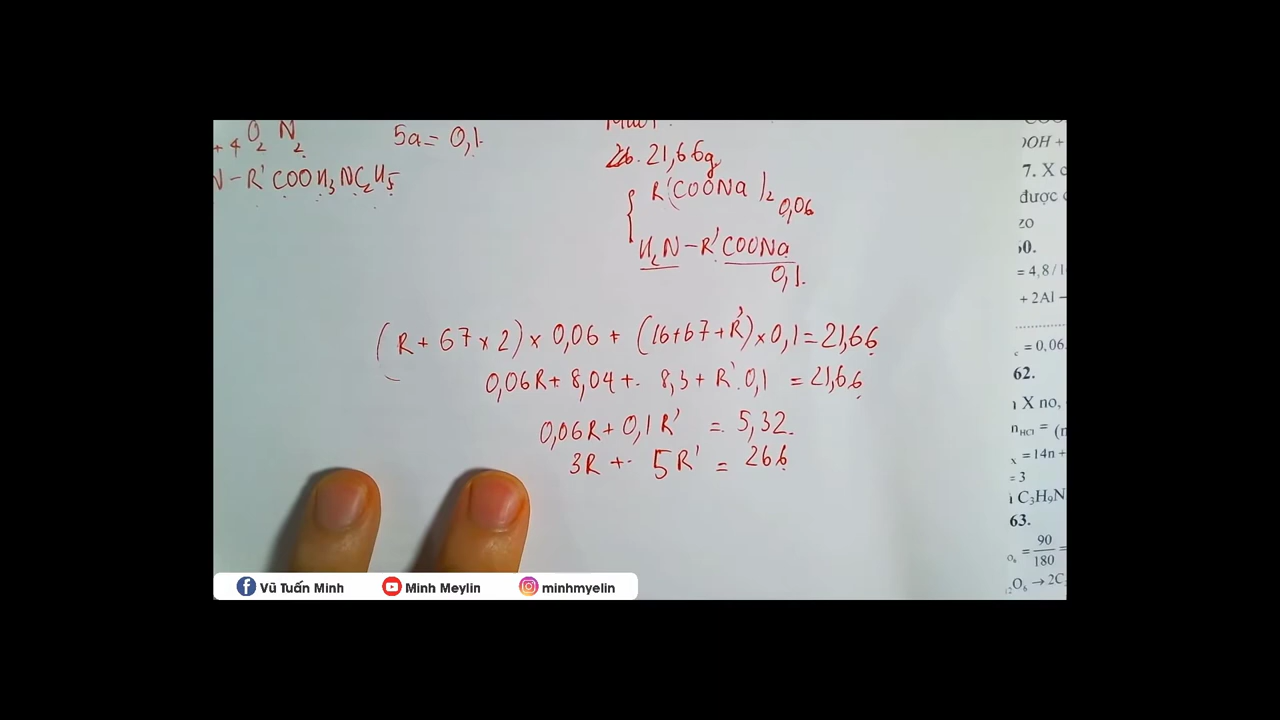 + 4 O2 N2
5a = 0,1.
N-R'COOH3NC2H5
21,66g
R(COONa)2 0,06
H2N-R'COONa
0,1.
(R + 67 x 2) x 0,06 + (16+67+R') x 0,1 = 21,66
0,06R + 8,04 + 8,3 + R'.0,1 = 21,66
0,06R + 0,1R' = 5,32.
3R + 5R' = 266
OH +
7. X
được
zo
50.
= 4,8 / 1
+ 2Al
= 0,06.
62.
X no,
nHCl = (n
x = 14n +
= 3
C3H9N
63.
90
=
180
O6 → 2C
Vũ Tuấn Minh
Minh Meylin
minhmyelin